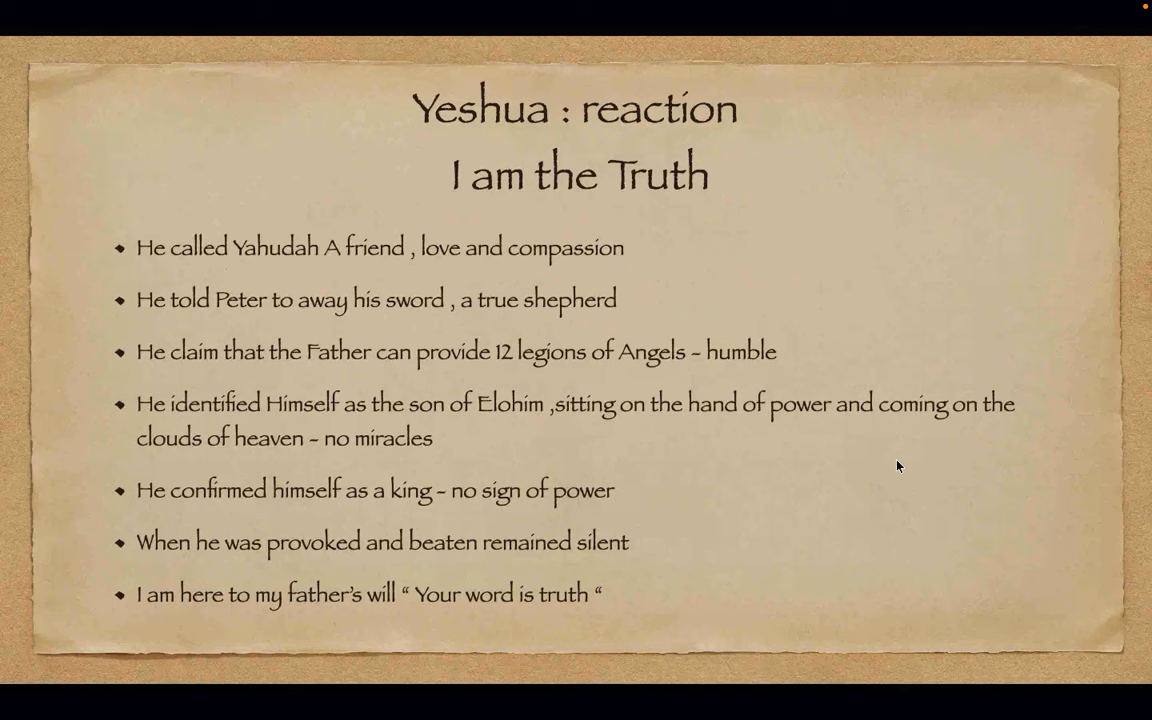 Yeshua : reaction
I am the Truth
He called Yahudah A friend , love and compassion
He told Peter to away his sword , a true shepherd
He claim that the Father can provide 12 legions of Angels - humble
He identified Himself as the son of Elohim ,sitting on the hand of power and coming on the
clouds of heaven - no miracles
He confirmed himself as a king - no sign of power
When he was provoked and beaten remained silent
I am here to my father’s will “ Your word is truth “